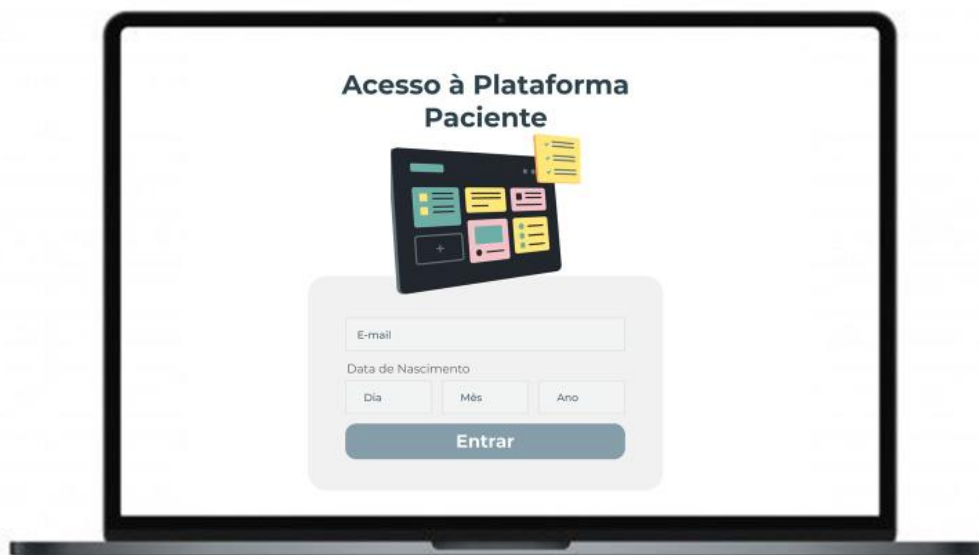 Acesso à Plataforma
Paciente
E-mail
Data de Nascimento
Dia
Mês
Ano
Entrar